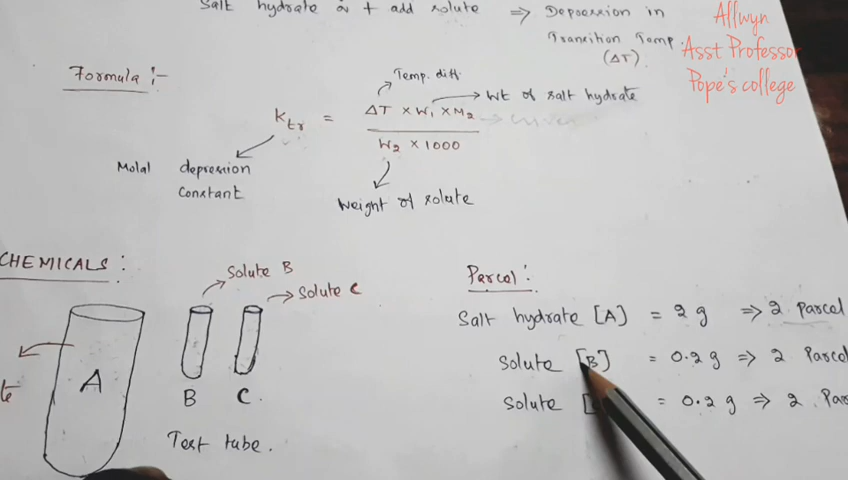 Salt hydrate
+ add solute ⇒ Depression in
Transition Temp.
(ΔT)
Allwyn
Asst Professor
Pope's college
Formula :-
Temp. diff.
Wt of salt hydrate
Ktr = ΔT × W1 × M2
W2 × 1000
Molal depression
Constant
Weight of solute
CHEMICALS :
Solute B
Solute C
A
B C.
Test tube.
Parcel :
Salt hydrate [A] = 2 g ⇒ 2 Parcel
Solute [B] = 0.2 g ⇒ 2 Parcel
Solute [ = 0.2 g ⇒ 2 Par